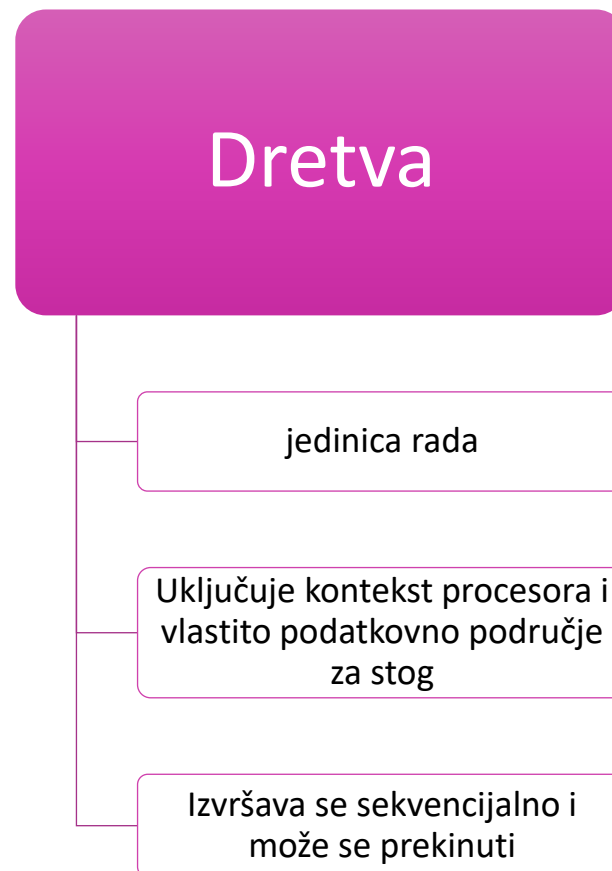 Dretva
jedinica rada
Uključuje kontekst procesora i
vlastito podatkovno područje
za stog
Izvršava se sekvencijalno i
može se prekinuti